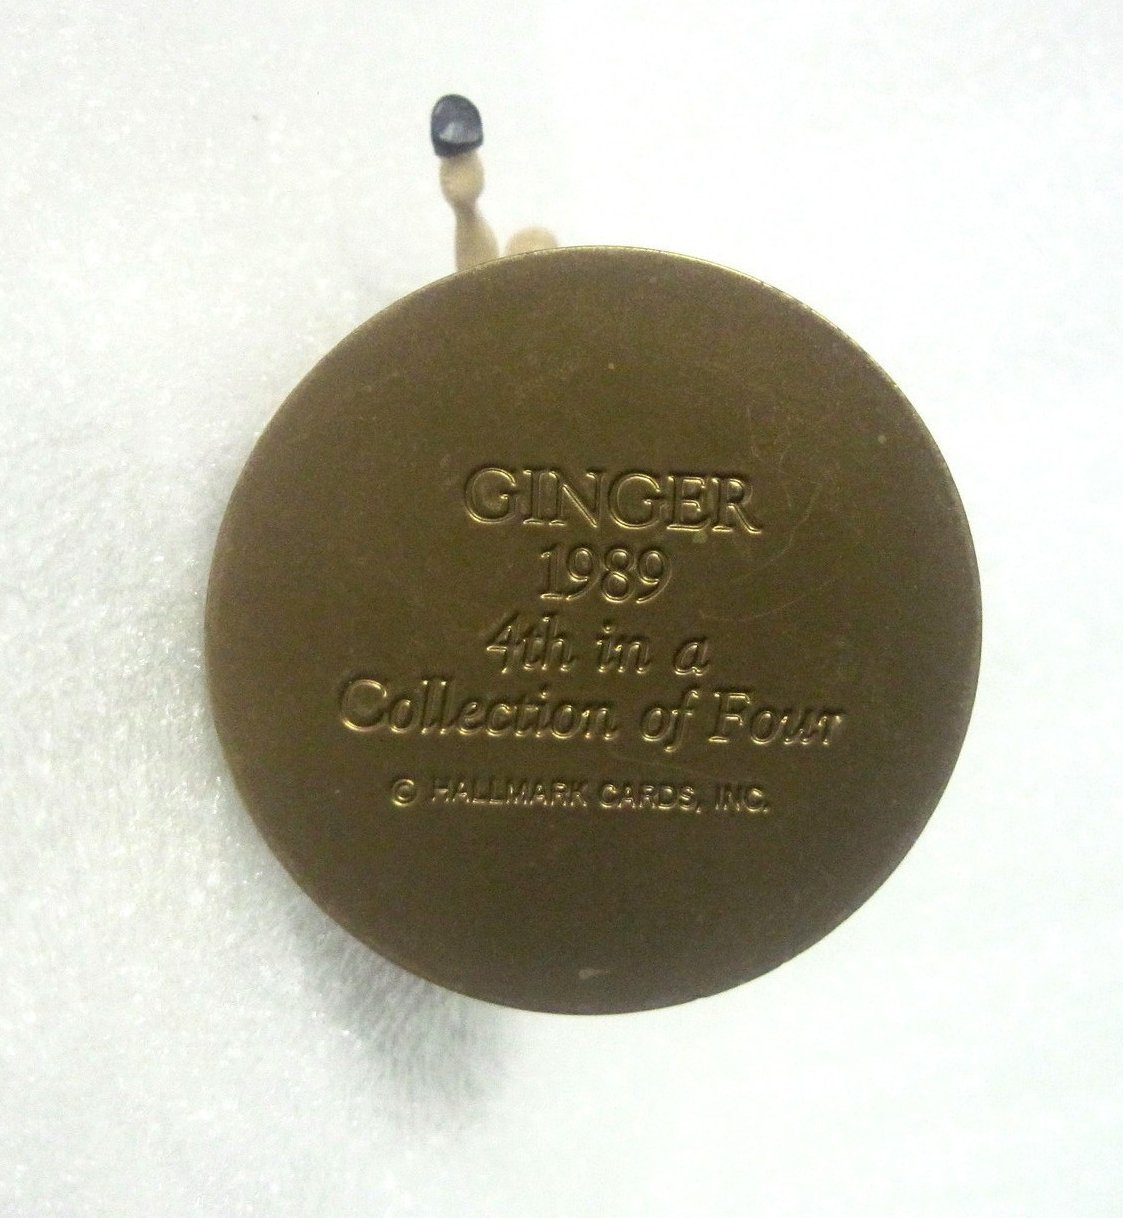 GINGER
1989
4th in a
Collection of Four
© HALLMARK CARDS, INC.